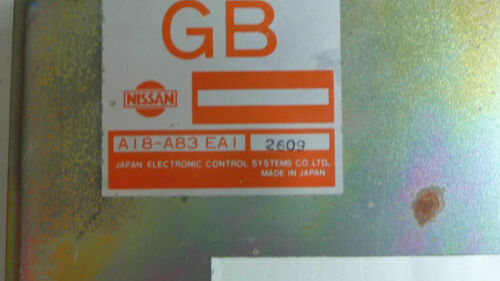 GB
NISSAN
A18-A83 EA1 2609
JAPAN ELECTRONIC CONTROL SYSTEMS CO.LTD.
MADE IN JAPAN